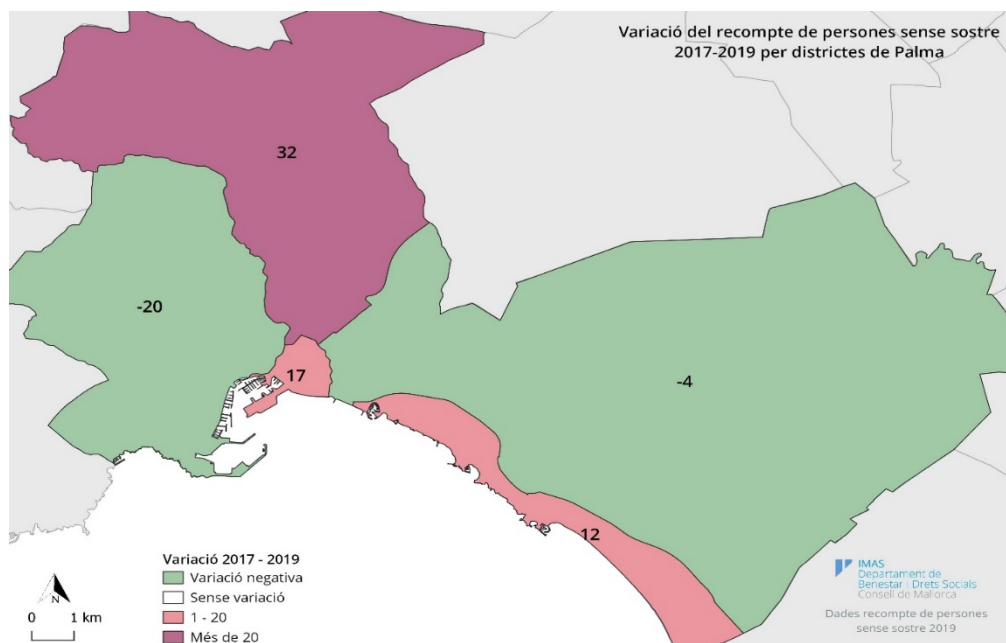 Variació del recompte de persones sense sostre
2017-2019 per districtes de Palma
32
-20
17
-4
12
Variació 2017 - 2019
Variació negativa
Sense variació
1 - 20
Més de 20
N
0 1 km
IMAS
Departament de
Benestar i Drets Socials
Consell de Mallorca
Dades recompte de persones
sense sostre 2019